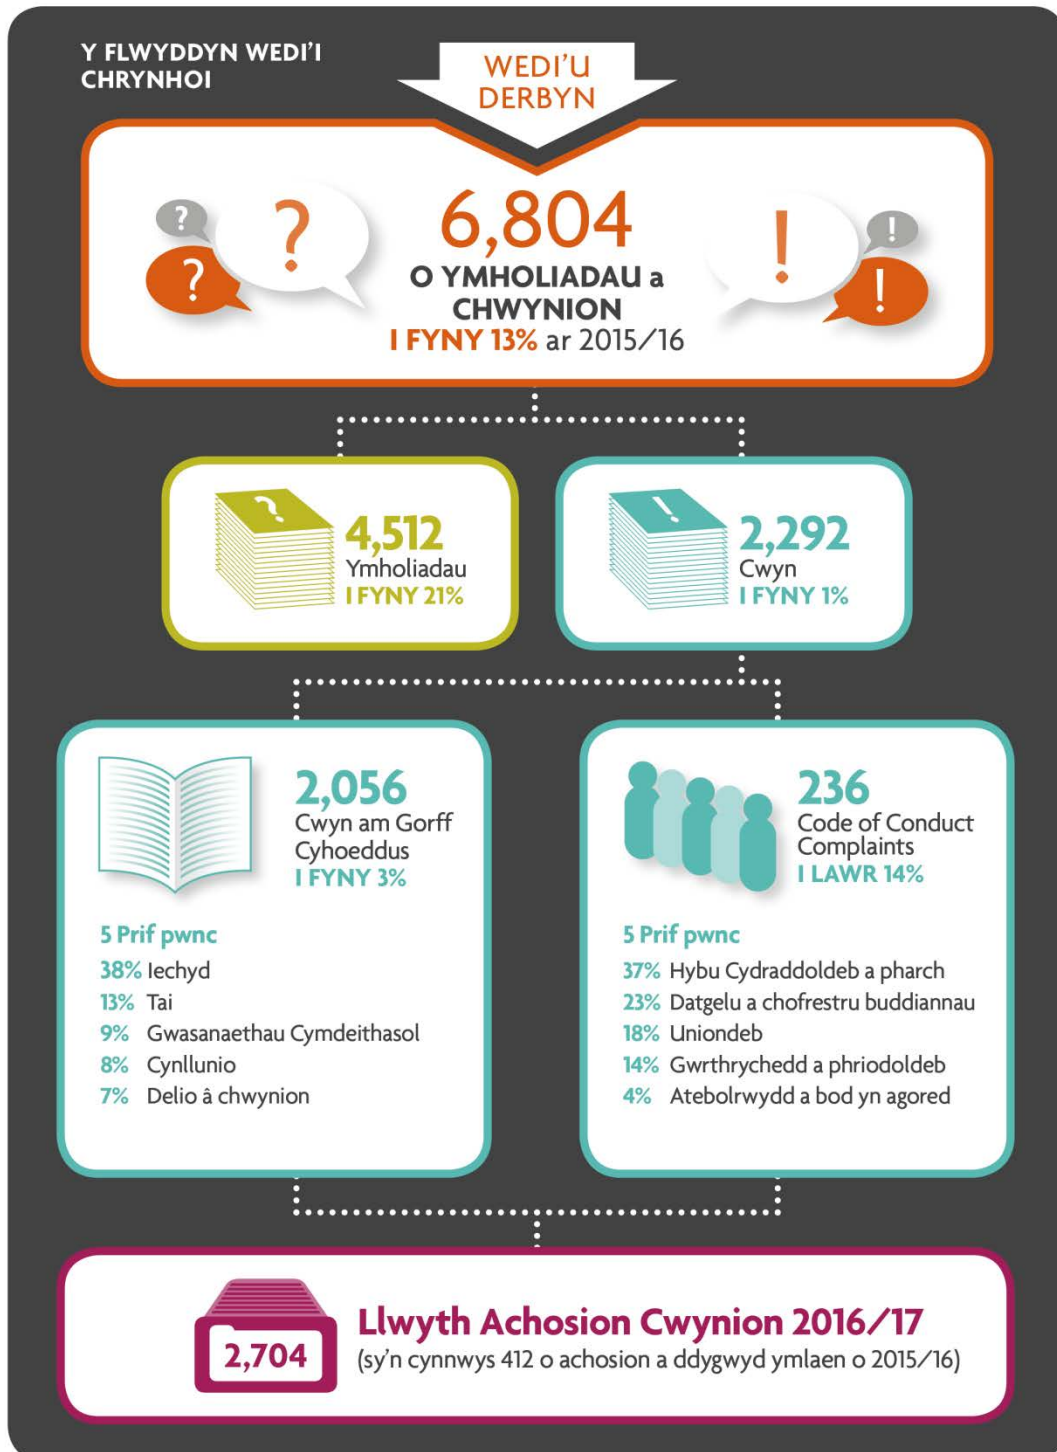 Y FLWYDDYN WEDI'I
CHRYNHOI
WEDI'U
DERBYN
? ? ?
! ! !
6,804
O YMHOLIADAU a
CHWYNION
I FYNY 13% ar 2015/16
?
4,512
Ymholiadau
I FYNY 21%
!
2,292
Cwyn
I FYNY 1%
2,056
Cwyn am Gorff
Cyhoeddus
I FYNY 3%
5 Prif pwnc
38% Iechyd
13% Tai
9% Gwasanaethau Cymdeithasol
8% Cynllunio
7% Delio â chwynion
236
Code of Conduct
Complaints
I LAWR 14%
5 Prif pwnc
37% Hybu Cydraddoldeb a pharch
23% Datgelu a chofrestru buddiannau
18% Uniondeb
14% Gwrthrychedd a phriodoldeb
4% Atebolrwydd a bod yn agored
2,704
Llwyth Achosion Cwynion 2016/17
(sy'n cynnwys 412 o achosion a ddygwyd ymlaen o 2015/16)